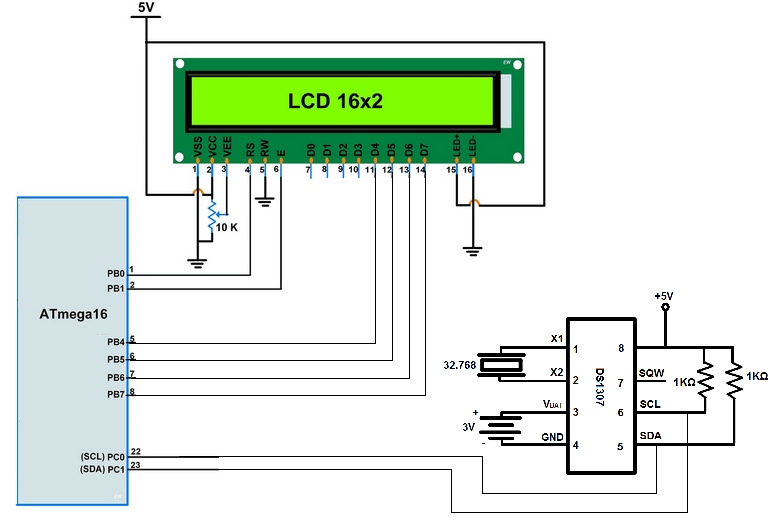 5V
EW
LCD 16x2
VSS VCC VEE RS RW E D0 D1 D2 D3 D4 D5 D6 D7 LED+ LED-
1 2 3 4 5 6 7 8 9 10 11 12 13 14 15 16
10 K
PB0 1
PB1 2
ATmega16
PB4 5
PB5 6
PB6 7
PB7 8
(SCL) PC0 22
(SDA) PC1 23
+5V
X1 1
32.768
X2 2
3V
+
-
3
GND 4
DS1307
8
7 SQW
6 SCL
5 SDA
1KΩ
1KΩ